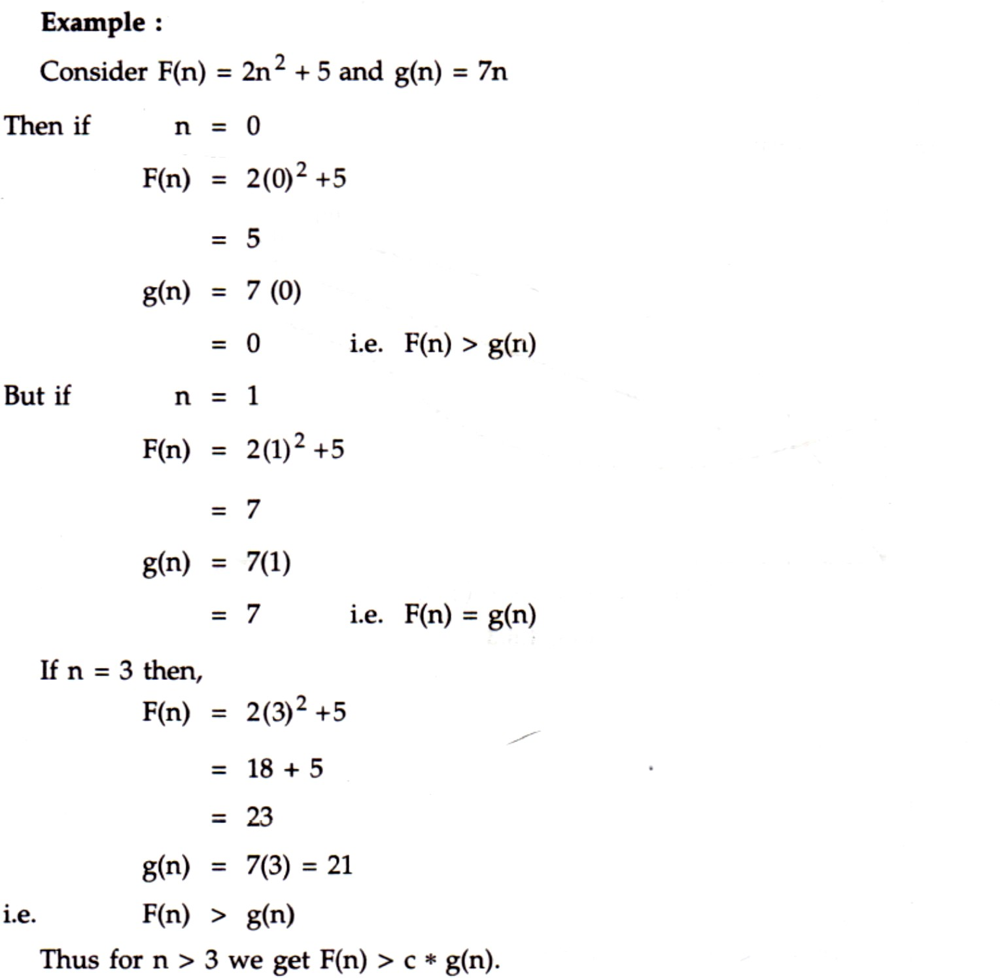 Example :
Consider F(n) = 2n² + 5 and g(n) = 7n
Then if n = 0
F(n) = 2(0)² +5
= 5
g(n) = 7 (0)
= 0 i.e. F(n) > g(n)
But if n = 1
F(n) = 2(1)² +5
= 7
g(n) = 7(1)
= 7 i.e. F(n) = g(n)
If n = 3 then,
F(n) = 2(3)² +5
= 18 + 5
= 23
g(n) = 7(3) = 21
i.e. F(n) > g(n)
Thus for n > 3 we get F(n) > c * g(n).